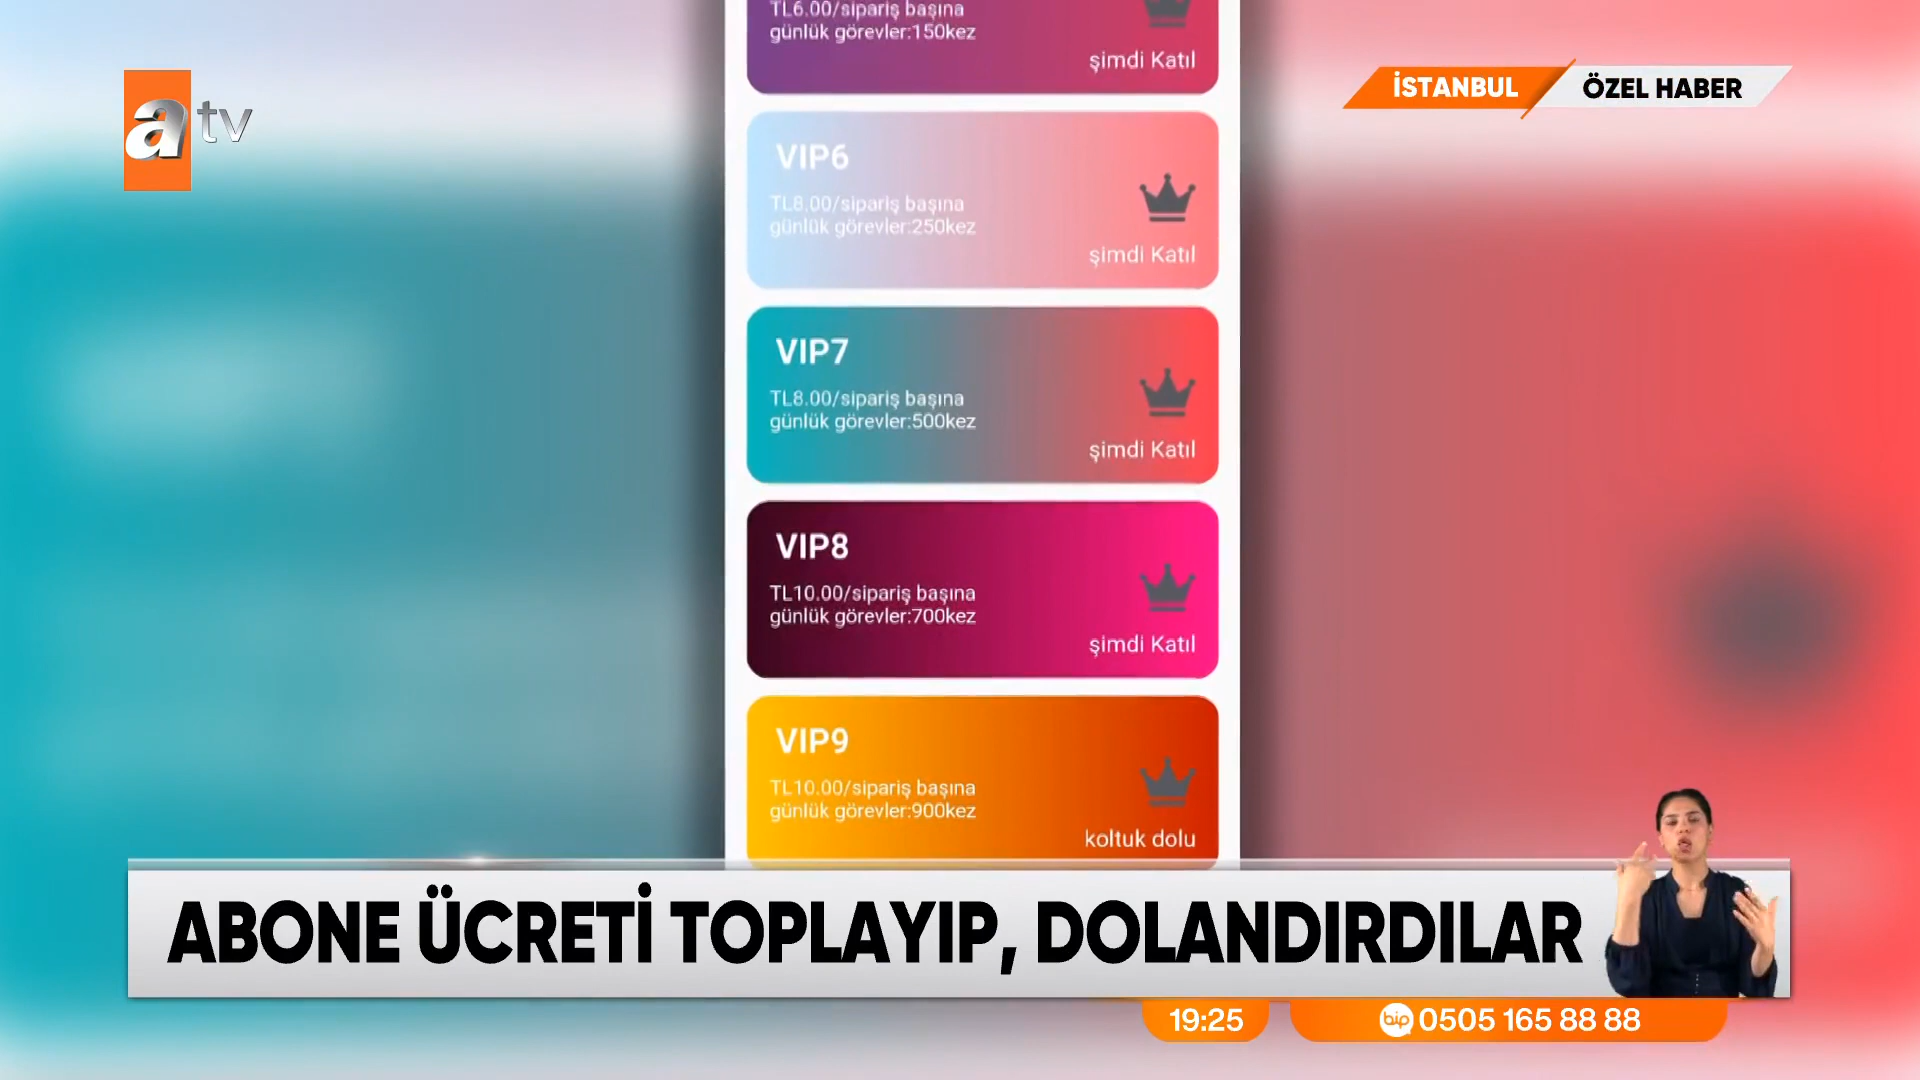 TL6.00/sipariş başına
günlük görevler:150kez
şimdi Katıl
a tv
İSTANBUL
ÖZEL HABER
VIP6
TL8.00/sipariş başına
günlük görevler:250kez
şimdi Katıl
VIP7
TL8.00/sipariş başına
günlük görevler:500kez
şimdi Katıl
VIP8
TL10.00/sipariş başına
günlük görevler:700kez
şimdi Katıl
VIP9
TL10.00/sipariş başına
günlük görevler:900kez
koltuk dolu
ABONE ÜCRETİ TOPLAYIP, DOLANDIRDILAR
19:25
bip 0505 165 88 88